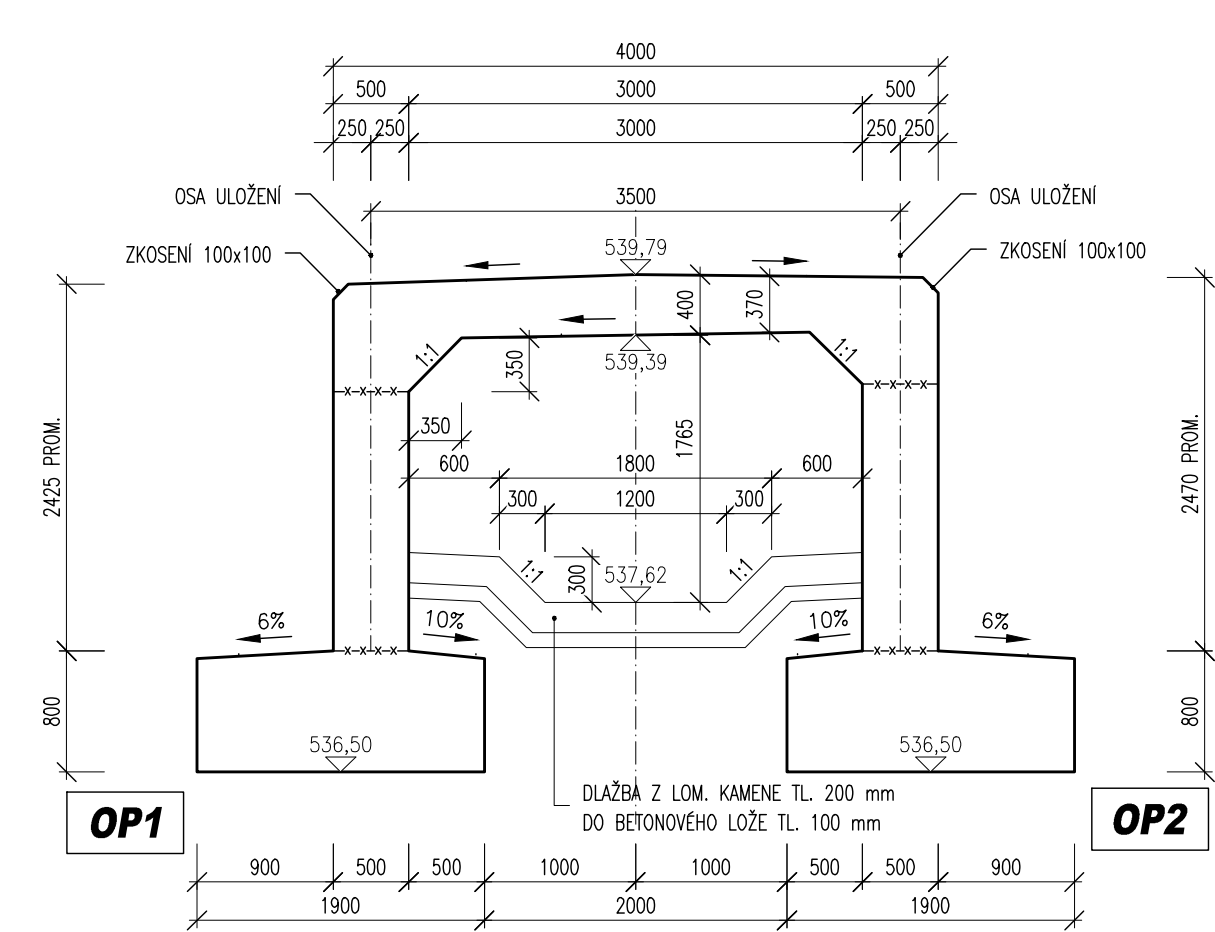 4000
500 3000 500
250 250 3000 250 250
OSA ULOŽENÍ 3500 OSA ULOŽENÍ
ZKOSENÍ 100x100 539,79 ZKOSENÍ 100x100
400 370
1:1 350 539,39 1:1
350 1765
2425 PROM. 2470 PROM.
600 1800 600
300 1200 300
1:1 300 537,62 1:1
6% 10% 10% 6%
800 800
536,50 536,50
DLAŽBA Z LOM. KAMENE TL. 200 mm
DO BETONOVÉHO LOŽE TL. 100 mm
OP1 OP2
900 500 500 1000 1000 500 500 900
1900 2000 1900